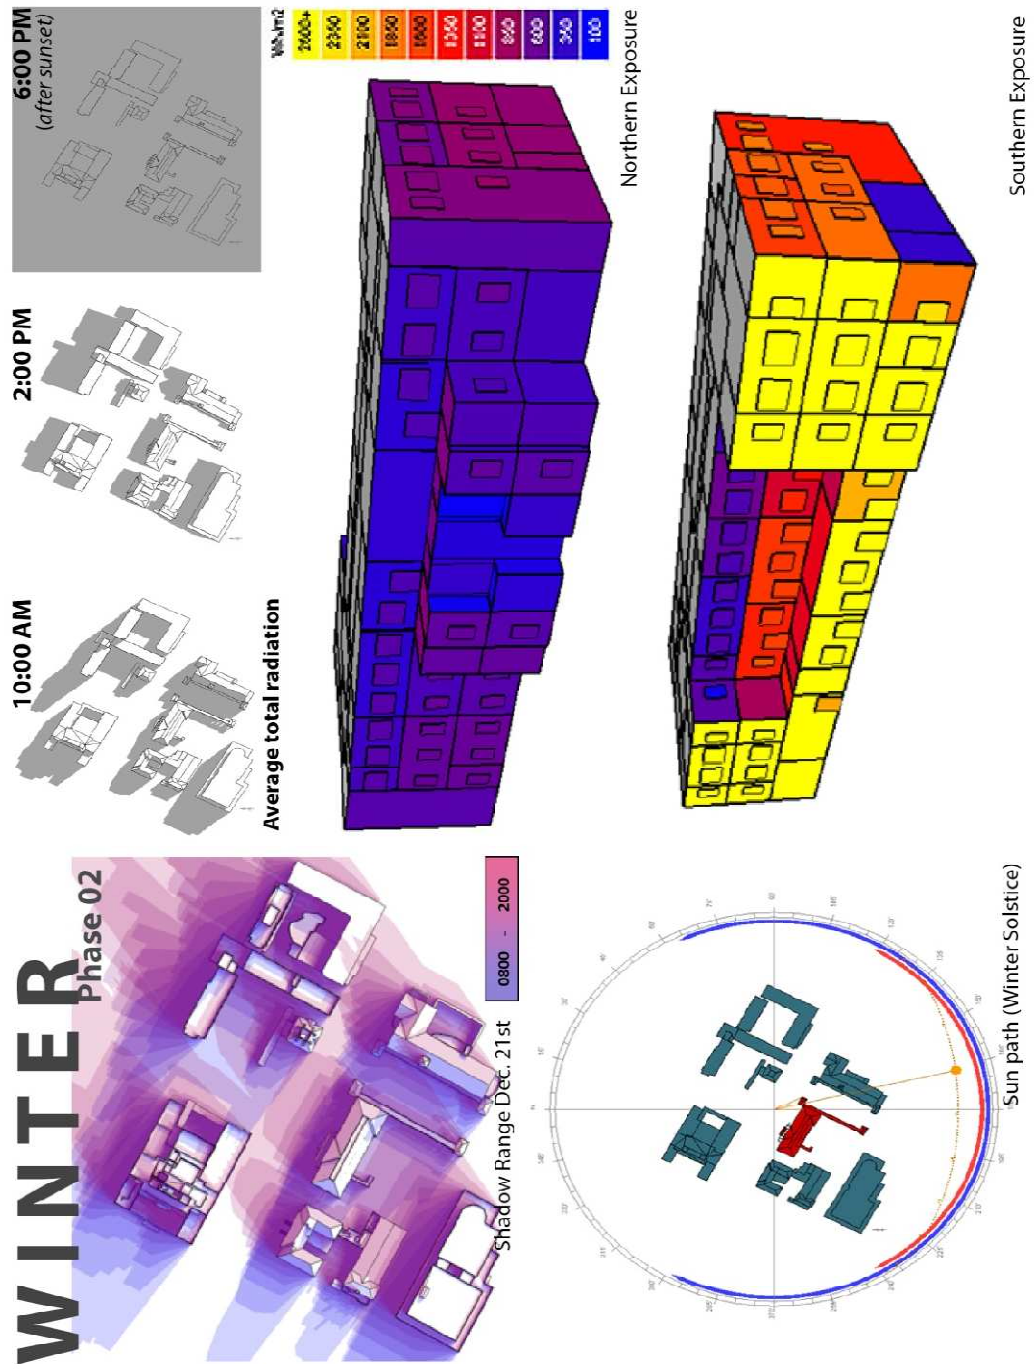 WINTER
Phase 02
0800 - 2000
Shadow Range Dec. 21st
Sun path (Winter Solstice)
10:00 AM
2:00 PM
6:00 PM
(after sunset)
Average total radiation
2600+
2350
2100
1850
1600
1350
1100
850
600
350
100
Northern Exposure
Southern Exposure